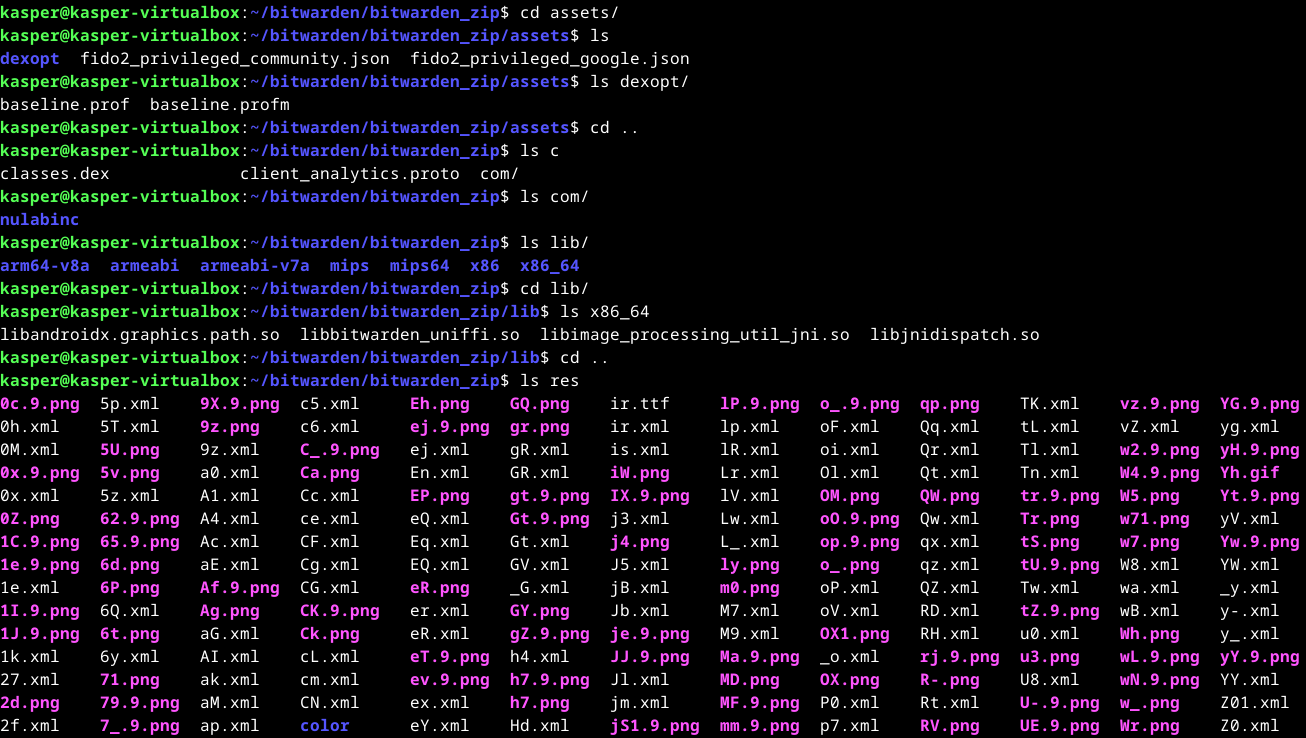 kasper@kasper-virtualbox:~/bitwarden/bitwarden_zip$ cd assets/
kasper@kasper-virtualbox:~/bitwarden/bitwarden_zip/assets$ ls
dexopt  fido2_privileged_community.json  fido2_privileged_google.json
kasper@kasper-virtualbox:~/bitwarden/bitwarden_zip/assets$ ls dexopt/
baseline.prof  baseline.profm
kasper@kasper-virtualbox:~/bitwarden/bitwarden_zip/assets$ cd ..
kasper@kasper-virtualbox:~/bitwarden/bitwarden_zip$ ls c
classes.dex             client_analytics.proto  com/
kasper@kasper-virtualbox:~/bitwarden/bitwarden_zip$ ls com/
nulabinc
kasper@kasper-virtualbox:~/bitwarden/bitwarden_zip$ ls lib/
arm64-v8a  armeabi  armeabi-v7a  mips  mips64  x86  x86_64
kasper@kasper-virtualbox:~/bitwarden/bitwarden_zip$ cd lib/
kasper@kasper-virtualbox:~/bitwarden/bitwarden_zip/lib$ ls x86_64
libandroidx.graphics.path.so  libbitwarden_uniffi.so  libimage_processing_util_jni.so  libjnidispatch.so
kasper@kasper-virtualbox:~/bitwarden/bitwarden_zip/lib$ cd ..
kasper@kasper-virtualbox:~/bitwarden/bitwarden_zip$ ls res
0c.9.png  5p.xml    9X.9.png  c5.xml     Eh.png    GQ.png    ir.ttf     lP.9.png  o_.9.png  qp.png    TK.xml    vz.9.png  YG.9.png
0h.xml    5T.xml    9z.png    c6.xml     ej.9.png  gr.png    ir.xml     lp.xml    oF.xml    Qq.xml    tL.xml    vZ.xml    yg.xml
0M.xml    5U.png    9z.xml    C_.9.png   ej.xml    gR.xml    is.xml     lR.xml    oi.xml    Qr.xml    Tl.xml    w2.9.png  yH.9.png
0x.9.png  5v.png    a0.xml    Ca.png     En.xml    GR.xml    iW.png     Lr.xml    Ol.xml    Qt.xml    Tn.xml    W4.9.png  Yh.gif
0x.xml    5z.xml    A1.xml    Cc.xml     EP.png    gt.9.png  IX.9.png   lV.xml    OM.png    QW.png    tr.9.png  W5.png    Yt.9.png
0Z.png    62.9.png  A4.xml    ce.xml     eQ.xml    Gt.9.png  j3.xml     Lw.xml    oO.9.png  Qw.xml    Tr.png    w71.png   yV.xml
1C.9.png  65.9.png  Ac.xml    CF.xml     Eq.xml    Gt.xml    j4.png     L_.xml    op.9.png  qx.xml    tS.png    w7.png    Yw.9.png
1e.9.png  6d.png    aE.xml    Cg.xml     EQ.xml    GV.xml    J5.xml     ly.png    o_.png    qz.xml    tU.9.png  W8.xml    YW.xml
1e.xml    6P.png    Af.9.png  CG.xml     eR.png    _G.xml    jB.xml     m0.png    oP.xml    QZ.xml    Tw.xml    wa.xml    _y.xml
1I.9.png  6Q.xml    Ag.png    CK.9.png   er.xml    GY.png    Jb.xml     M7.xml    oV.xml    RD.xml    tZ.9.png  wB.xml    y-.xml
1J.9.png  6t.png    aG.xml    Ck.png     eR.xml    gZ.9.png  je.9.png   M9.xml    OX1.png   RH.xml    u0.xml    Wh.png    y_.xml
1k.xml    6y.xml    AI.xml    cL.xml     eT.9.png  h4.xml    JJ.9.png   Ma.9.png  _o.xml    rj.9.png  u3.png    wL.9.png  yY.9.png
27.xml    71.png    ak.xml    cm.xml     ev.9.png  h7.9.png  Jl.xml     MD.png    OX.png    R-.png    U8.xml    wN.9.png  YY.xml
2d.png    79.9.png  aM.xml    CN.xml     ex.xml    h7.png    jm.xml     MF.9.png  P0.xml    Rt.xml    U-.9.png  w_.png    Z01.xml
2f.xml    7_.9.png  ap.xml    color      eY.xml    Hd.xml    jS1.9.png  mm.9.png  p7.xml    RV.png    UE.9.png  Wr.png    Z0.xml